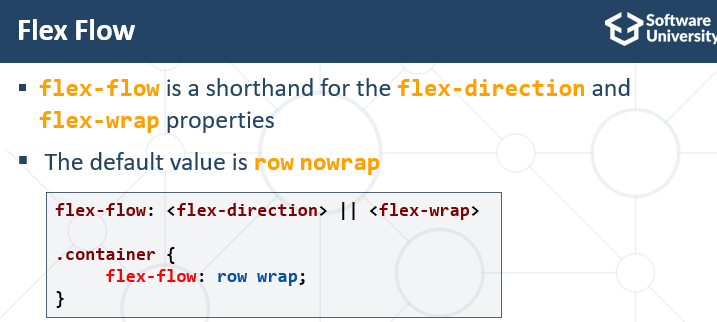 Flex Flow
Software
University
▪ flex-flow is a shorthand for the flex-direction and
flex-wrap properties
▪ The default value is row nowrap
flex-flow: <flex-direction> || <flex-wrap>
.container {
flex-flow: row wrap;
}